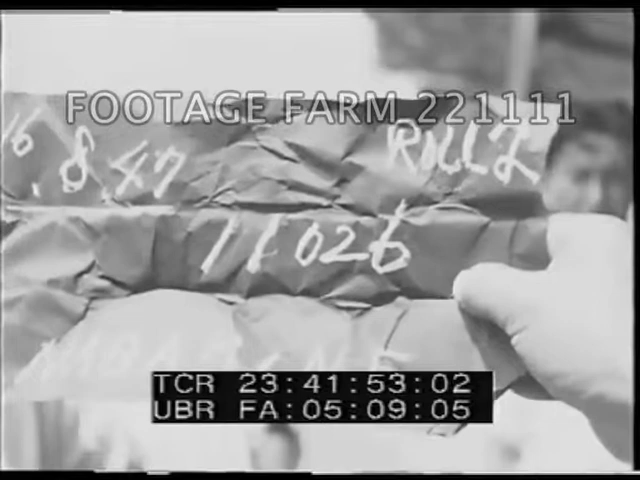 FOOTAGE FARM 221111
16.8.47 ROLL 2
11026
TCR 23:41:53:02
UBR FA:05:09:05